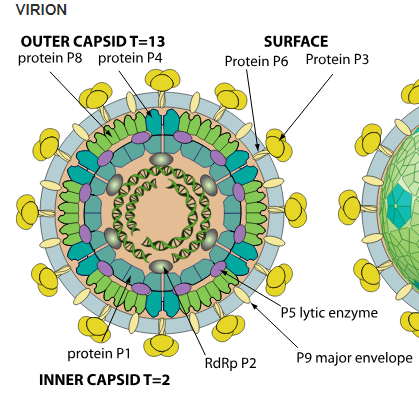 VIRION
OUTER CAPSID T=13
protein P8 protein P4
SURFACE
Protein P6 Protein P3
P5 lytic enzyme
protein P1
RdRp P2
P9 major envelope
INNER CAPSID T=2